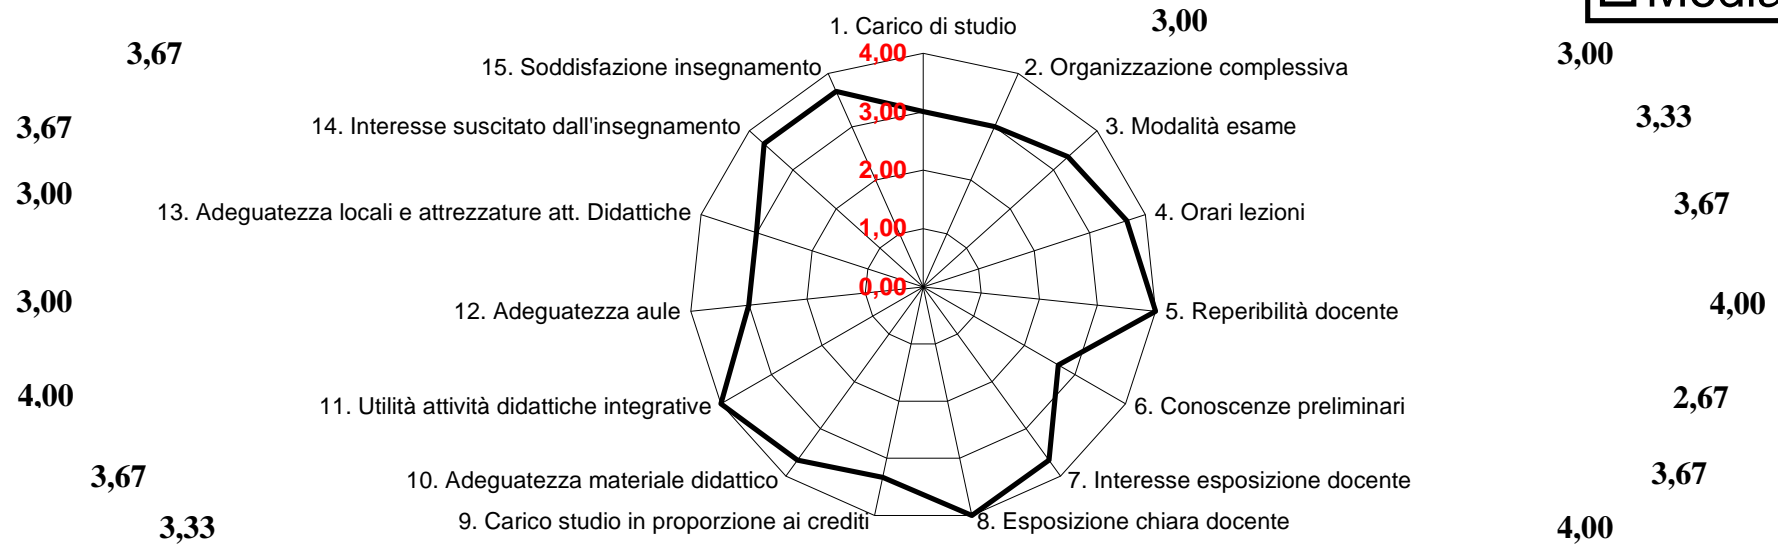 Media
1. Carico di studio 3,00
3,67 15. Soddisfazione insegnamento 4,00 2. Organizzazione complessiva 3,00
3,67 14. Interesse suscitato dall'insegnamento 3,00 3. Modalità esame 3,33
2,00
3,00 13. Adeguatezza locali e attrezzature att. Didattiche 4. Orari lezioni 3,67
1,00
0,00
3,00 12. Adeguatezza aule 5. Reperibilità docente 4,00
4,00 11. Utilità attività didattiche integrative 6. Conoscenze preliminari 2,67
3,67 10. Adeguatezza materiale didattico 7. Interesse esposizione docente 3,67
3,33 9. Carico studio in proporzione ai crediti 8. Esposizione chiara docente 4,00